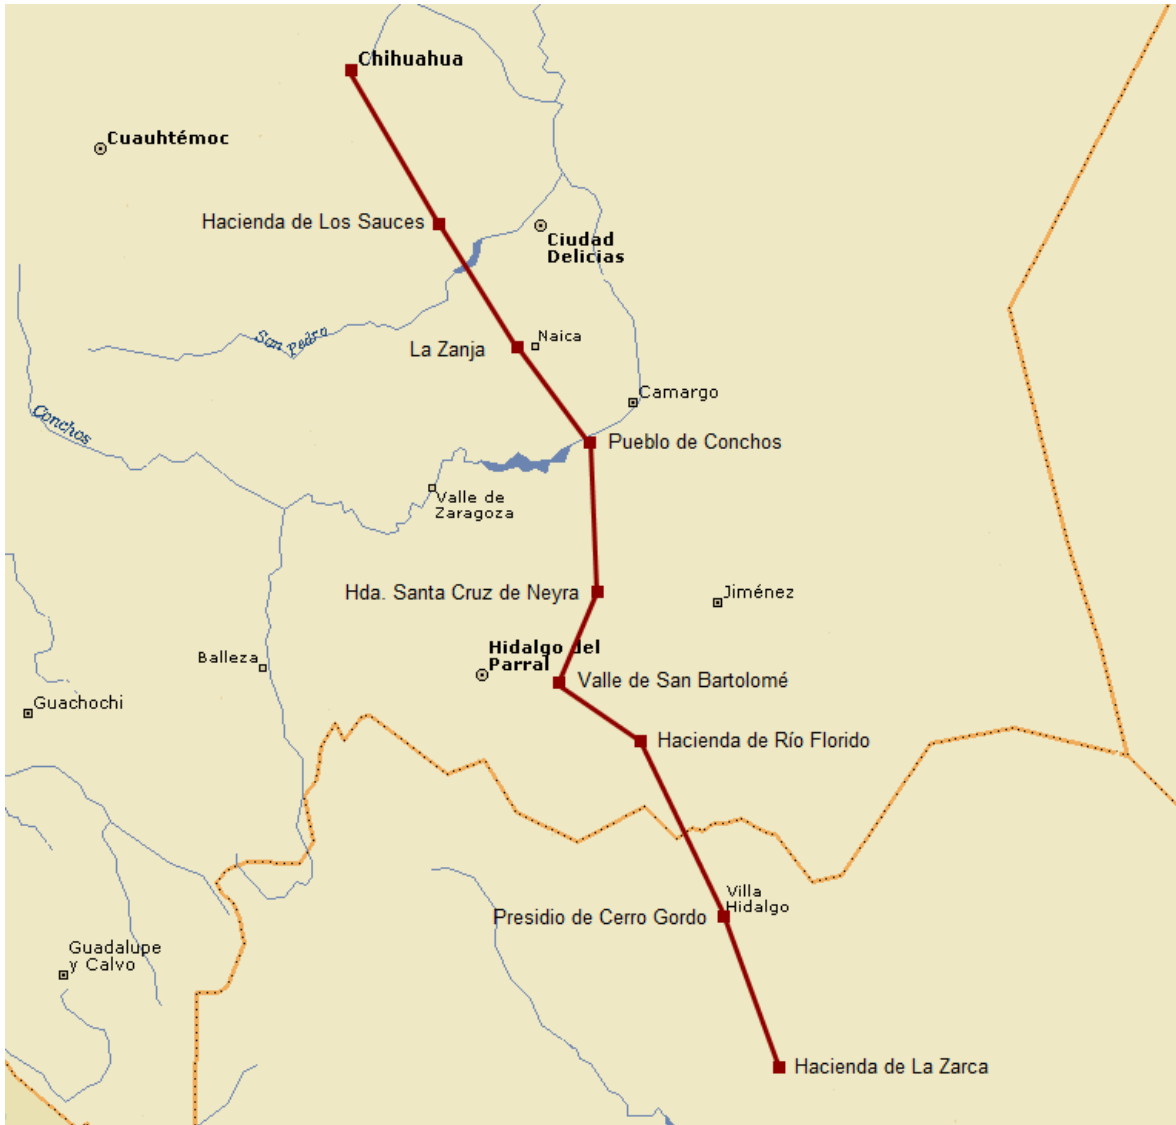 Chihuahua
Cuauhtémoc
Hacienda de Los Sauces
Ciudad
Delicias
San Pedro
La Zanja
Naica
Camargo
Conchos
Pueblo de Conchos
Valle de
Zaragoza
Hda. Santa Cruz de Neyra
Jiménez
Hidalgo del
Parral
Balleza
Valle de San Bartolomé
Guachochi
Hacienda de Río Florido
Villa
Hidalgo
Presidio de Cerro Gordo
Guadalupe
y Calvo
Hacienda de La Zarca